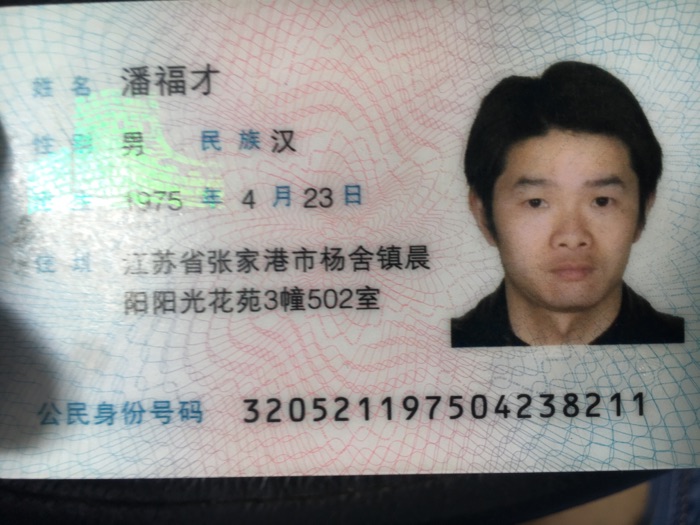 姓名 潘福才
性别 男 民族 汉
出生 1975 年 4 月 23 日
住址 江苏省张家港市杨舍镇晨
阳阳光花苑3幢502室
公民身份号码 320521197504238211